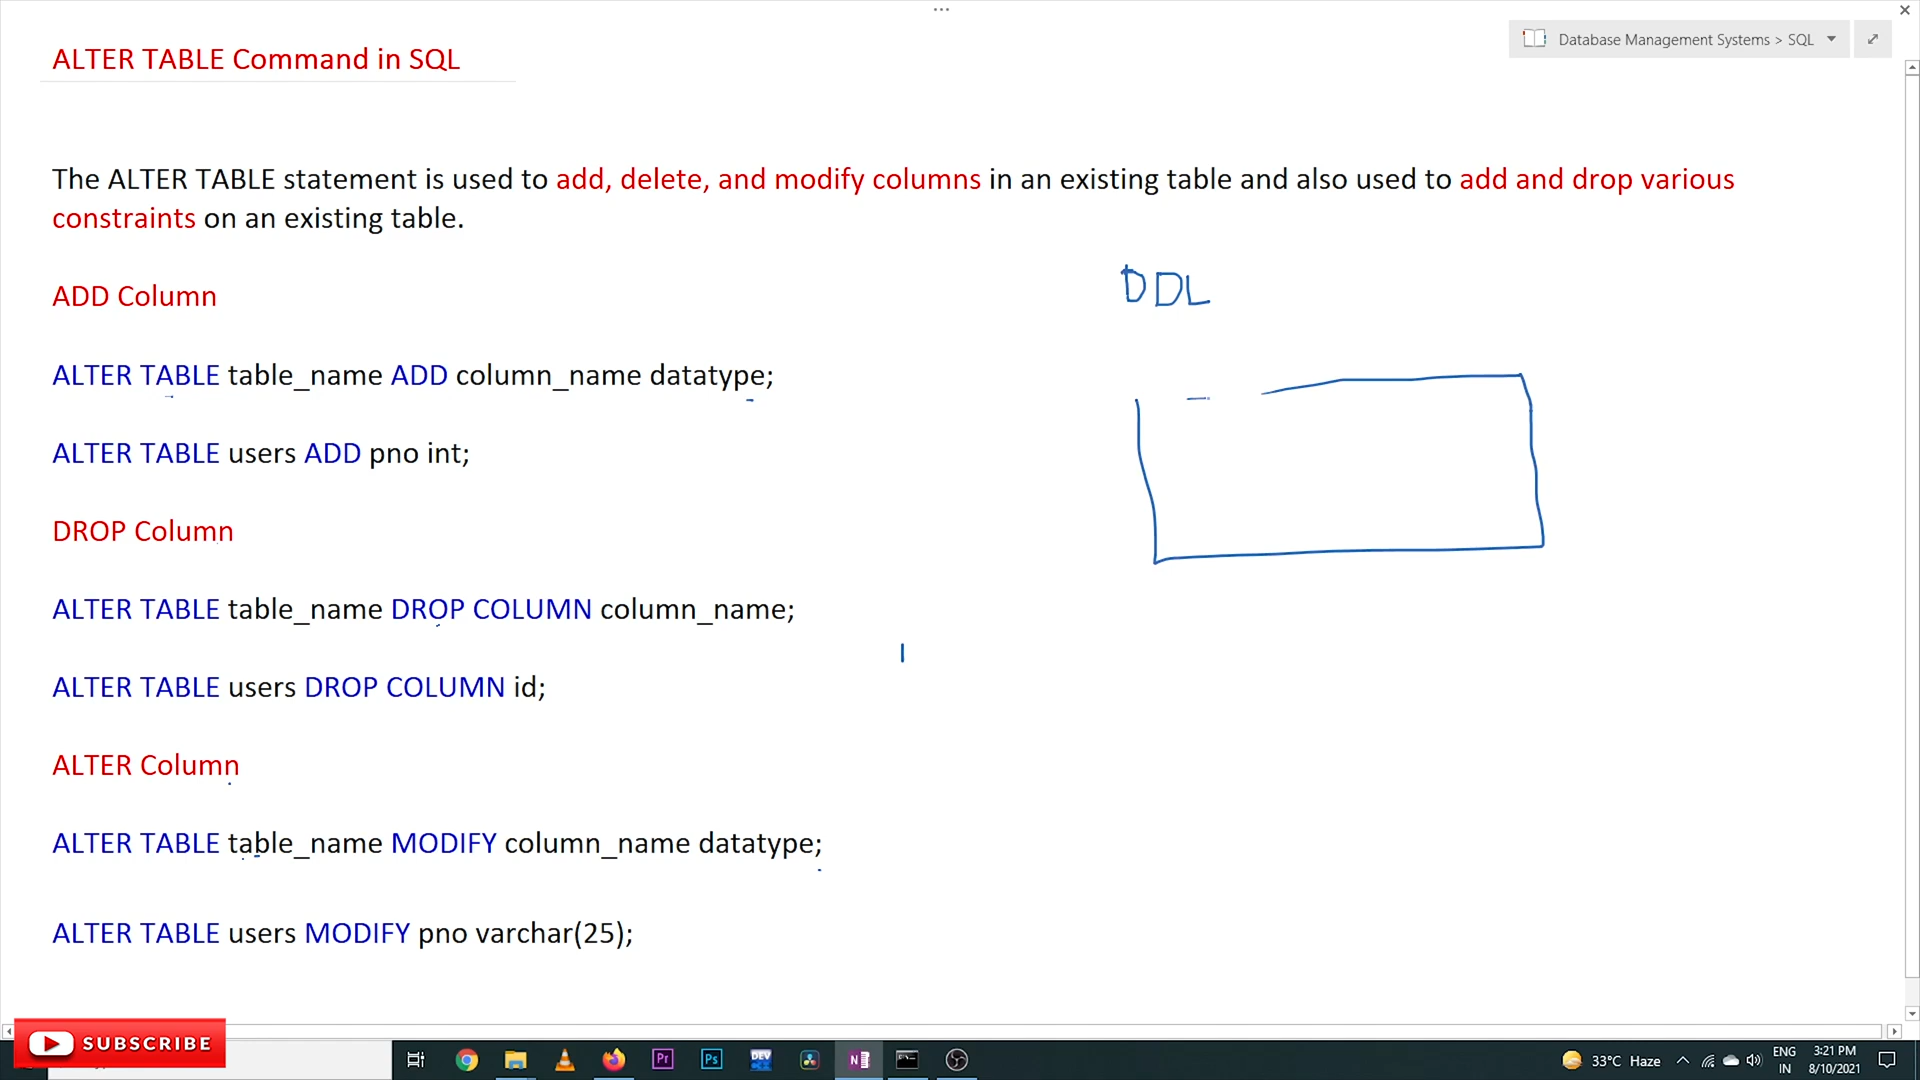 ALTER TABLE Command in SQL
Database Management Systems > SQL
The ALTER TABLE statement is used to add, delete, and modify columns in an existing table and also used to add and drop various
constraints on an existing table.
DDL
ADD Column
ALTER TABLE table_name ADD column_name datatype;
ALTER TABLE users ADD pno int;
DROP Column
ALTER TABLE table_name DROP COLUMN column_name;
ALTER TABLE users DROP COLUMN id;
ALTER Column
ALTER TABLE table_name MODIFY column_name datatype;
ALTER TABLE users MODIFY pno varchar(25);
SUBSCRIBE
Pr
Ps
DEV
N
33°C Haze
ENG
IN
3:21 PM
8/10/2021